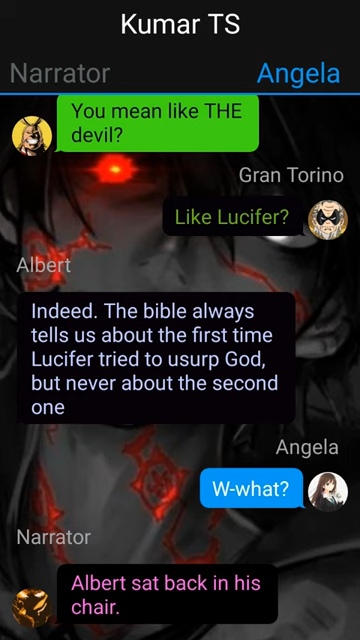 Kumar TS
Narrator
Angela
You mean like THE
devil?
Gran Torino
Like Lucifer?
Albert
Indeed. The bible always
tells us about the first time
Lucifer tried to usurp God,
but never about the second
one
Angela
W-what?
Narrator
Albert sat back in his
chair.